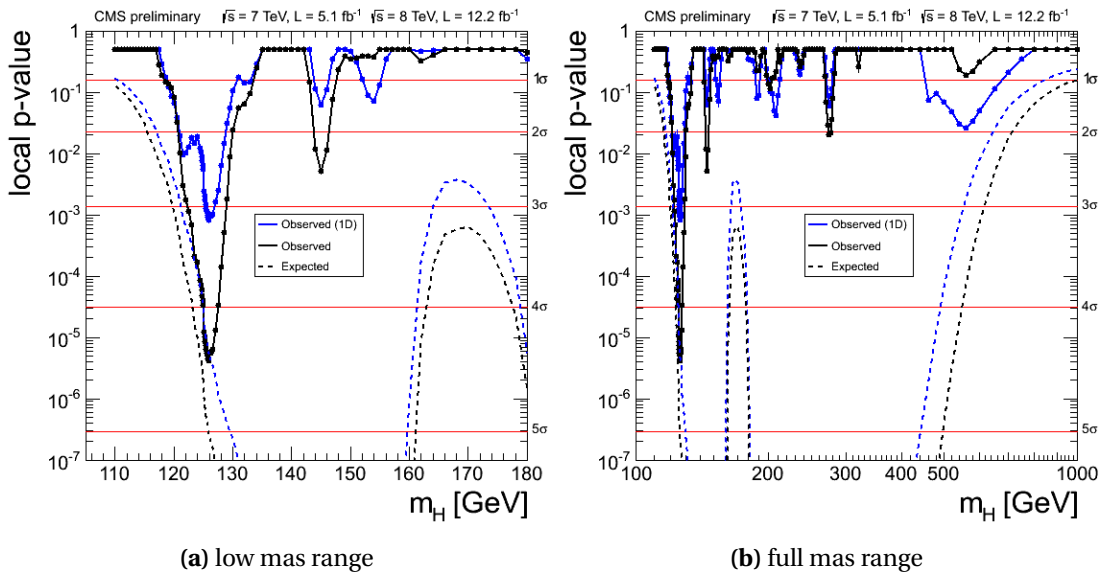 CMS preliminary √s = 7 TeV, L = 5.1 fb⁻¹ √s = 8 TeV, L = 12.2 fb⁻¹
local p-value
1
10⁻¹
10⁻²
10⁻³
10⁻⁴
10⁻⁵
10⁻⁶
10⁻⁷
1σ
2σ
3σ
4σ
5σ
Observed (1D)
Observed
Expected
110 120 130 140 150 160 170 180
m_H [GeV]
(a) low mas range
CMS preliminary √s = 7 TeV, L = 5.1 fb⁻¹ √s = 8 TeV, L = 12.2 fb⁻¹
local p-value
1
10⁻¹
10⁻²
10⁻³
10⁻⁴
10⁻⁵
10⁻⁶
10⁻⁷
1σ
2σ
3σ
4σ
5σ
Observed (1D)
Observed
Expected
100 200 300 400 500 1000
m_H [GeV]
(b) full mas range